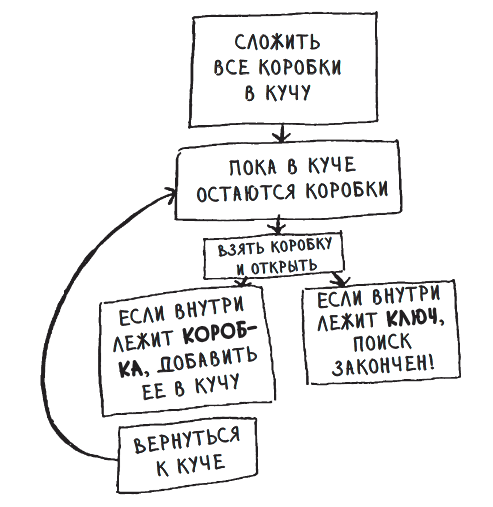 СЛОЖИТЬ
ВСЕ КОРОБКИ
В КУЧУ
ПОКА В КУЧЕ
ОСТАЮТСЯ КОРОБКИ
ВЗЯТЬ КОРОБКУ
И ОТКРЫТЬ
ЕСЛИ ВНУТРИ
ЛЕЖИТ КОРОБ-
КА, ДОБАВИТЬ
ЕЕ В КУЧУ
ЕСЛИ ВНУТРИ
ЛЕЖИТ КЛЮЧ,
ПОИСК
ЗАКОНЧЕН!
ВЕРНУТЬСЯ
К КУЧЕ